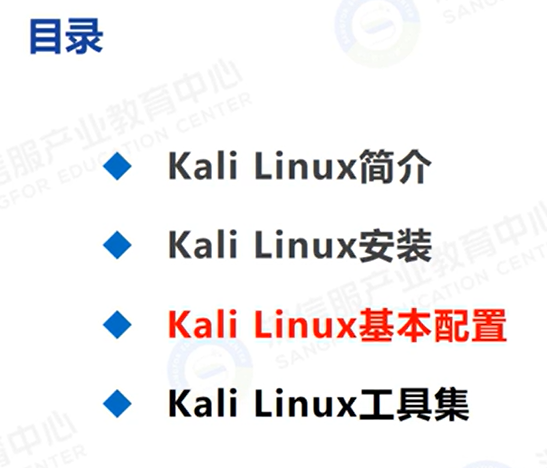 目录
Kali Linux简介
Kali Linux安装
Kali Linux基本配置
Kali Linux工具集
信服产业教育中心
EDUCATION CENTER